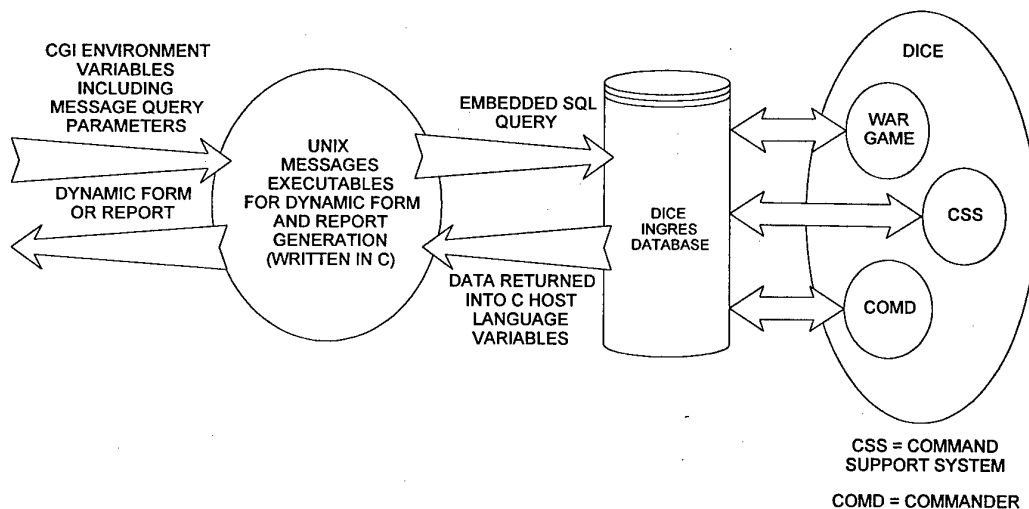 CGI ENVIRONMENT
VARIABLES
INCLUDING
MESSAGE QUERY
PARAMETERS
DYNAMIC FORM
OR REPORT
UNIX
MESSAGES
EXECUTABLES
FOR DYNAMIC FORM
AND REPORT
GENERATION
(WRITTEN IN C)
EMBEDDED SQL
QUERY
DATA RETURNED
INTO C HOST
LANGUAGE
VARIABLES
DICE
INGRES
DATABASE
DICE
WAR
GAME
CSS
COMD
CSS = COMMAND
SUPPORT SYSTEM
COMD = COMMANDER